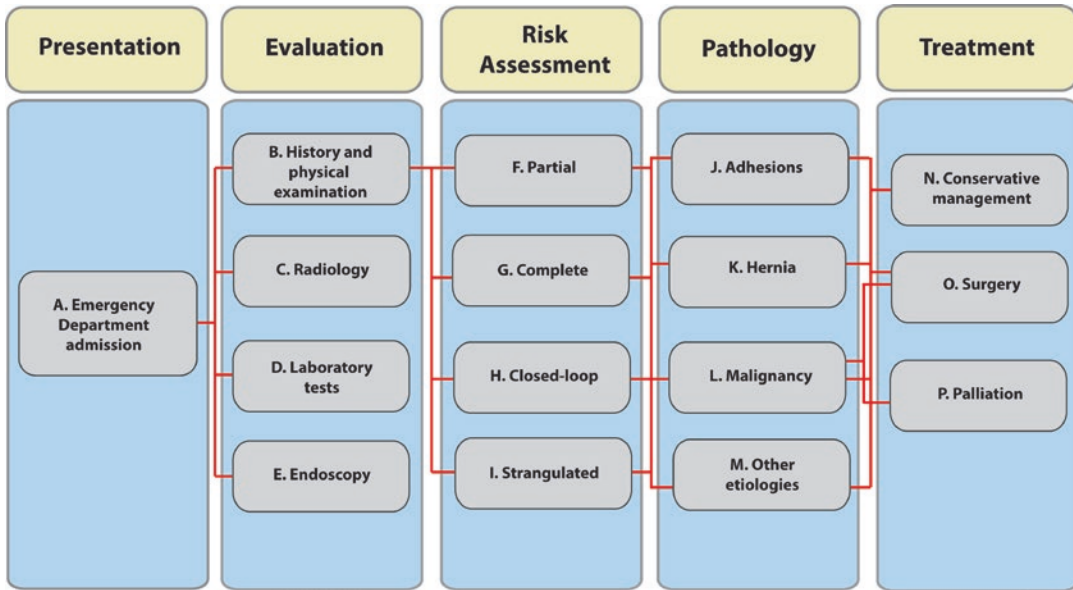 Presentation
Evaluation
Risk
Assessment
Pathology
Treatment
A. Emergency
Department
admission
B. History and
physical
examination
C. Radiology
D. Laboratory
tests
E. Endoscopy
F. Partial
G. Complete
H. Closed-loop
I. Strangulated
J. Adhesions
K. Hernia
L. Malignancy
M. Other
etiologies
N. Conservative
management
O. Surgery
P. Palliation